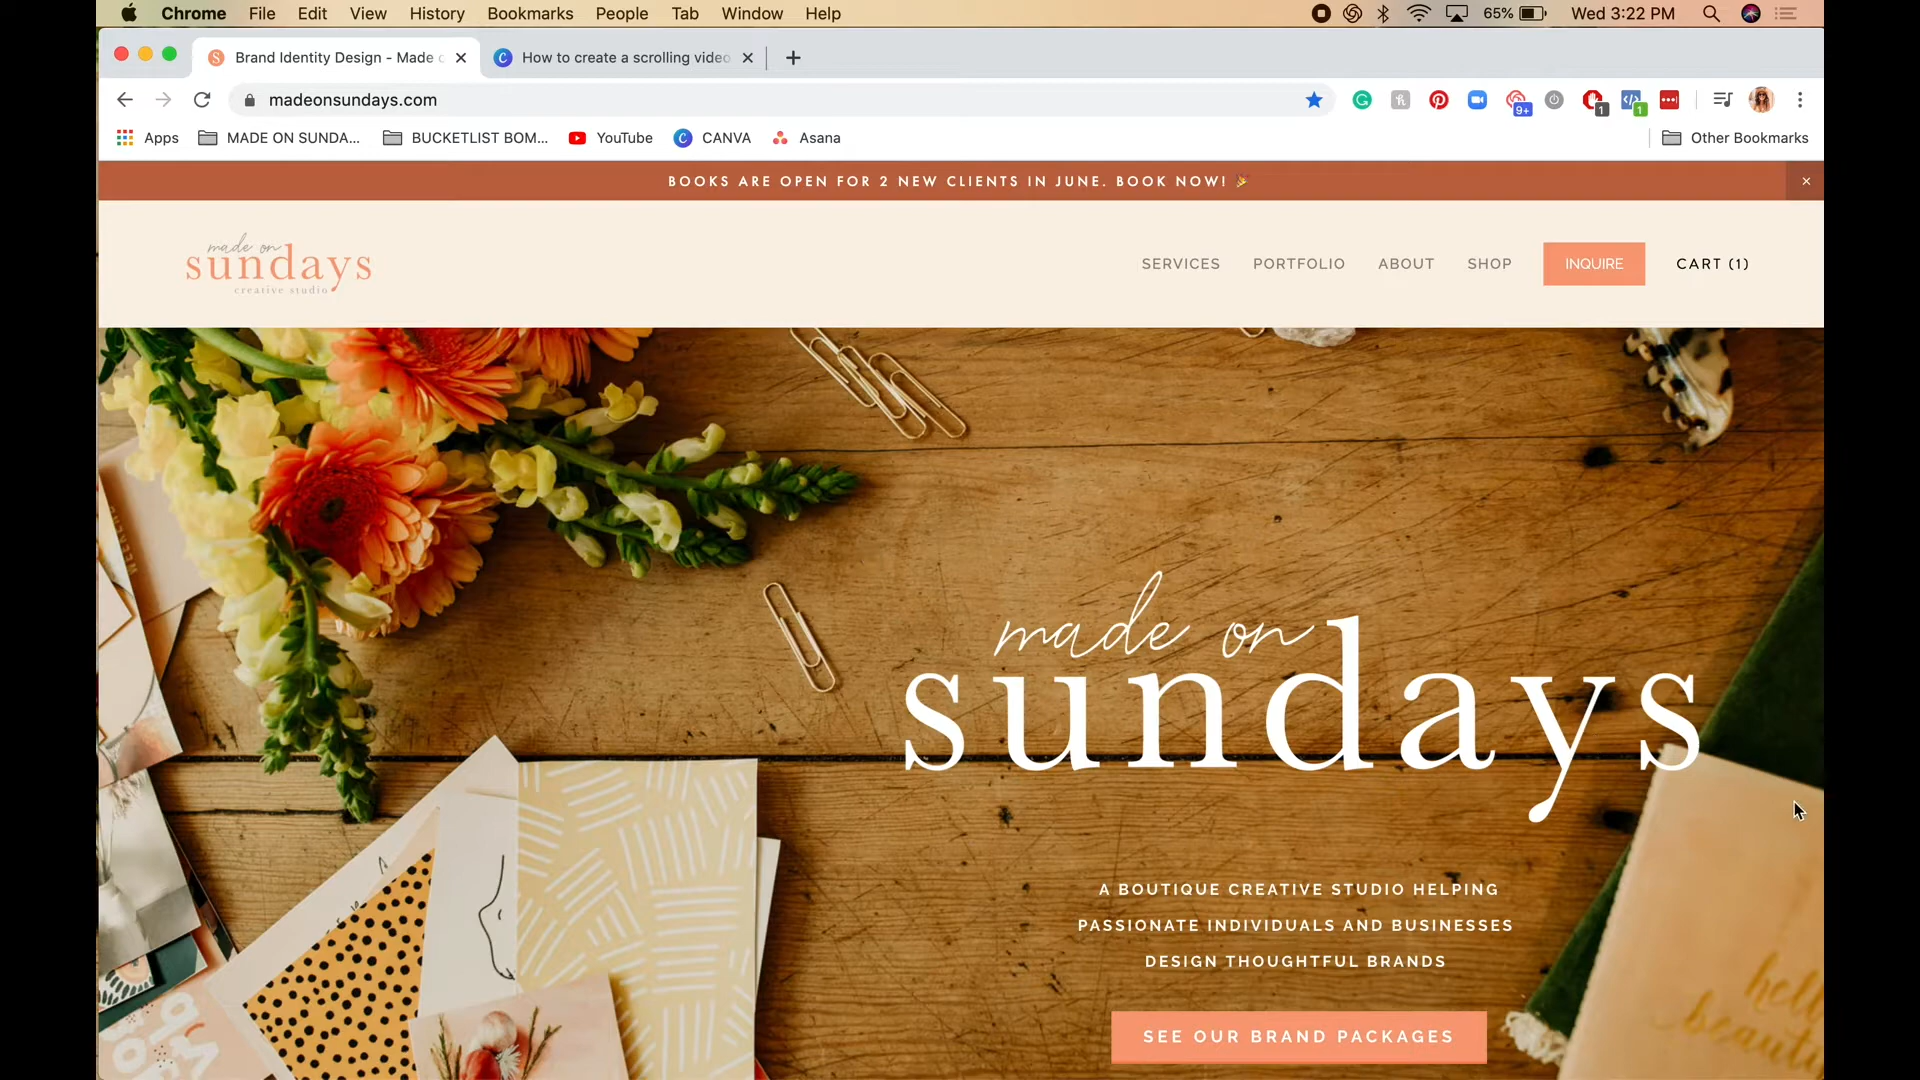 Chrome File Edit View History Bookmarks People Tab Window Help 65% Wed 3:22 PM
Brand Identity Design - Made How to create a scrolling video
madeonsundays.com
9+ 1 1
Apps MADE ON SUNDA... BUCKETLIST BOM... YouTube CANVA Asana Other Bookmarks
BOOKS ARE OPEN FOR 2 NEW CLIENTS IN JUNE. BOOK NOW!
made on
sundays
creative studio
SERVICES PORTFOLIO ABOUT SHOP INQUIRE CART (1)
made on
sundays
A BOUTIQUE CREATIVE STUDIO HELPING
PASSIONATE INDIVIDUALS AND BUSINESSES
DESIGN THOUGHTFUL BRANDS
SEE OUR BRAND PACKAGES